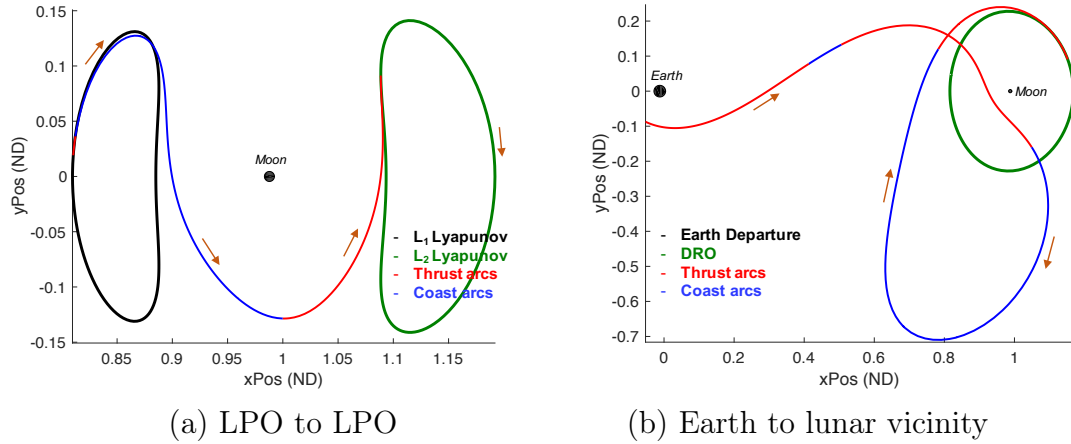 0.15
0.1
0.05
0
-0.05
-0.1
-0.15
yPos (ND)
Moon
- L₁ Lyapunov
- L₂ Lyapunov
- Thrust arcs
- Coast arcs
0.85 0.9 0.95 1 1.05 1.1 1.15
xPos (ND)
(a) LPO to LPO
0.2
0.1
0
-0.1
-0.2
-0.3
-0.4
-0.5
-0.6
-0.7
yPos (ND)
Earth
Moon
- Earth Departure
- DRO
- Thrust arcs
- Coast arcs
0 0.2 0.4 0.6 0.8 1
xPos (ND)
(b) Earth to lunar vicinity